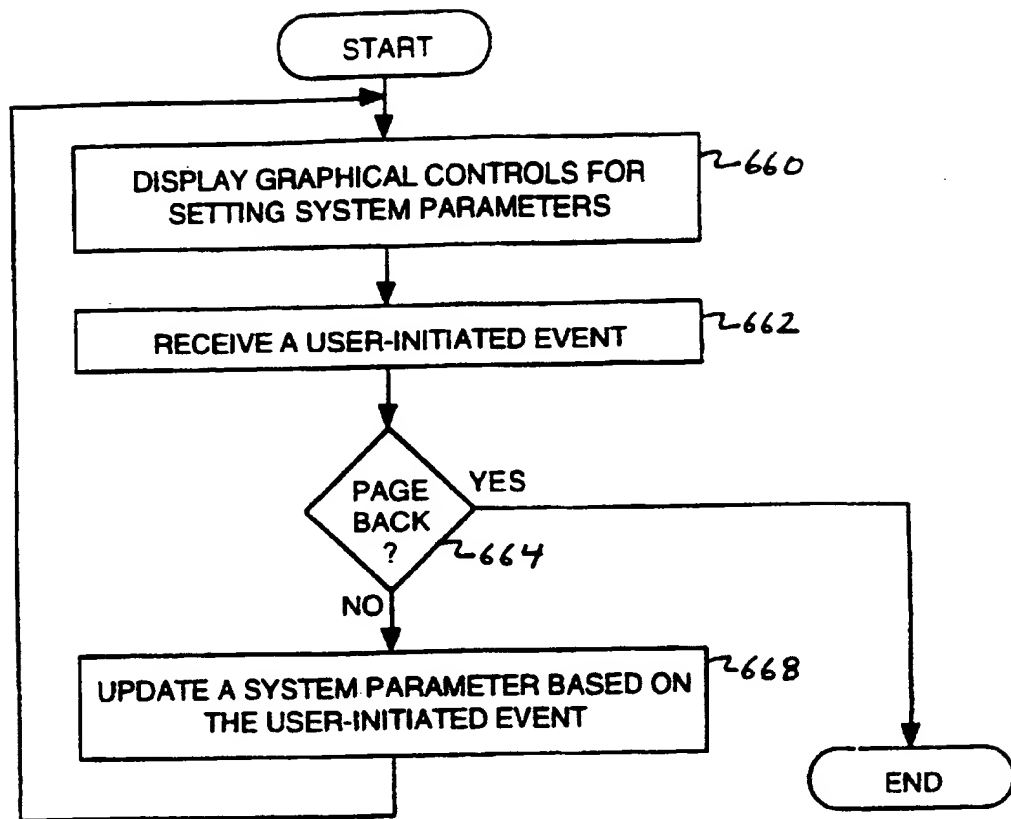 START
DISPLAY GRAPHICAL CONTROLS FOR
SETTING SYSTEM PARAMETERS
660
RECEIVE A USER-INITIATED EVENT
662
PAGE
BACK
?
YES
664
NO
UPDATE A SYSTEM PARAMETER BASED ON
THE USER-INITIATED EVENT
668
END